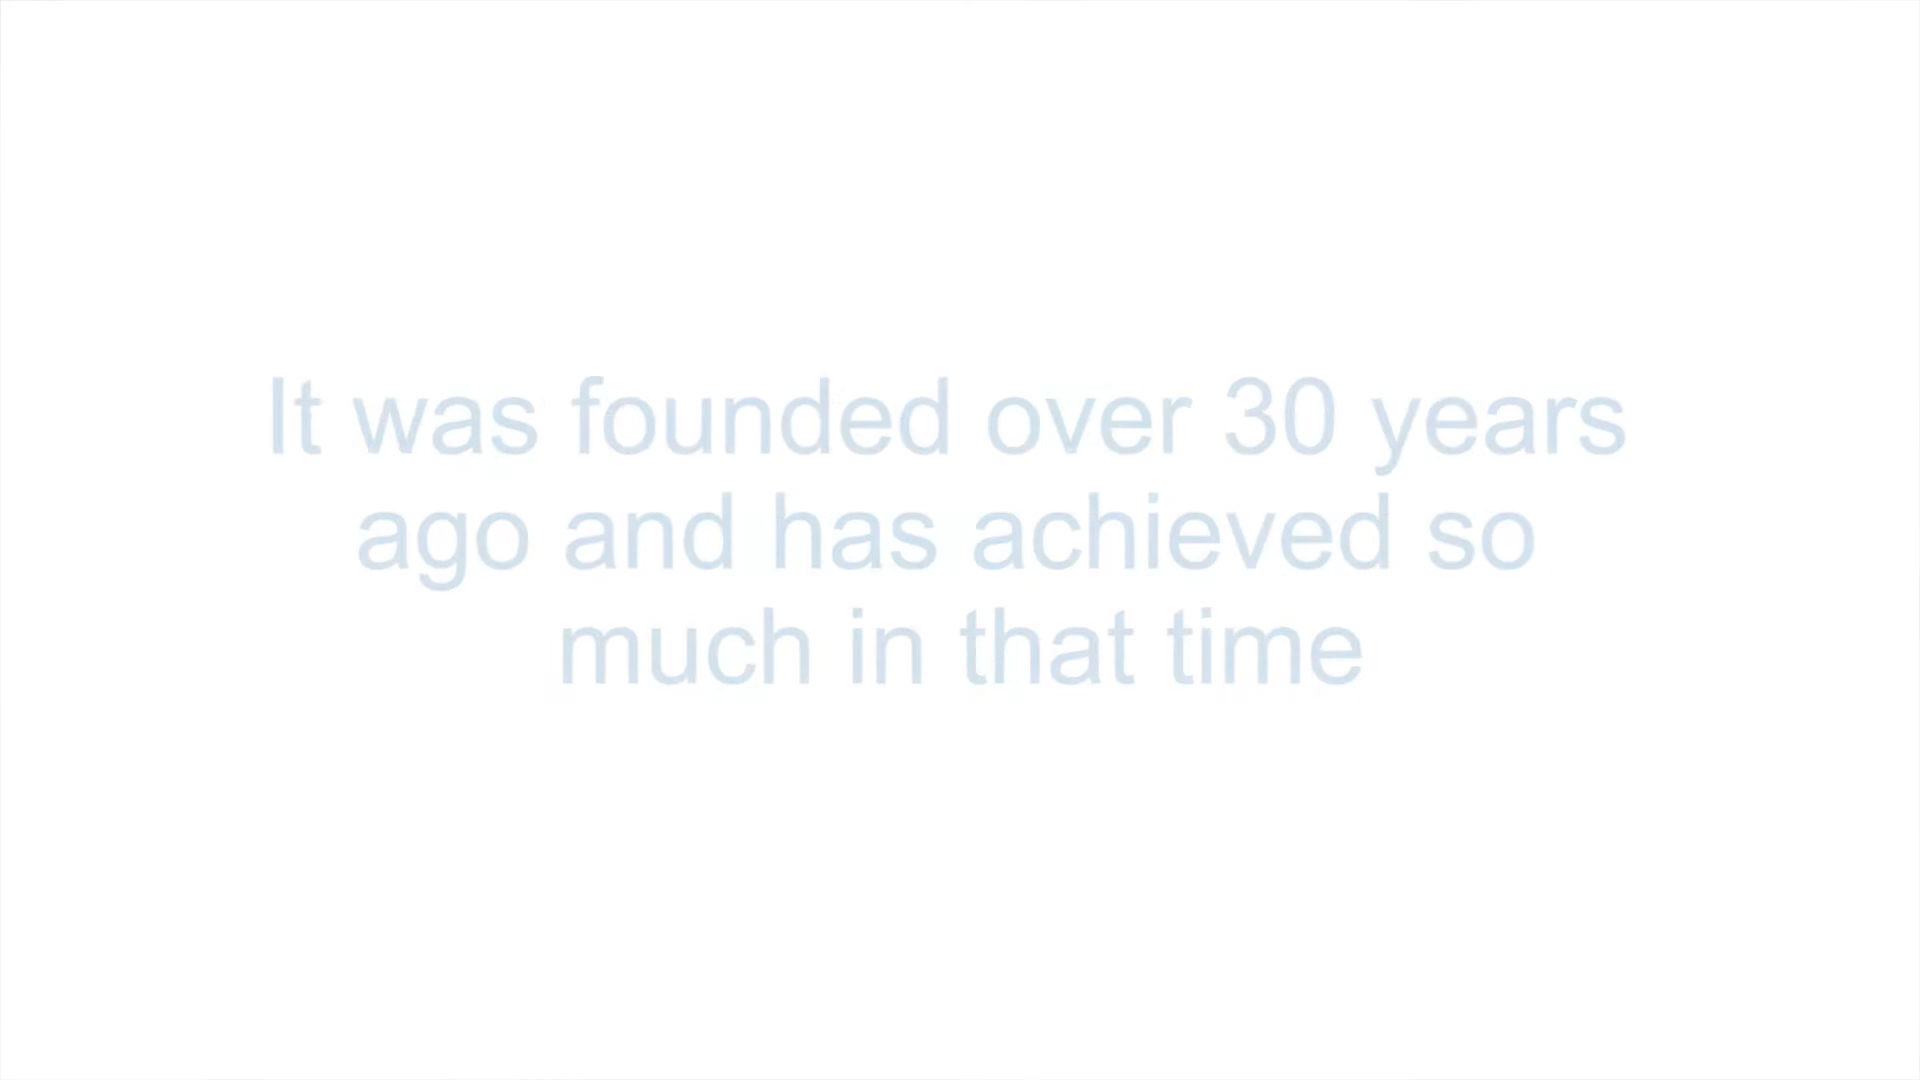 It was founded over 30 years
ago and has achieved so
much in that time